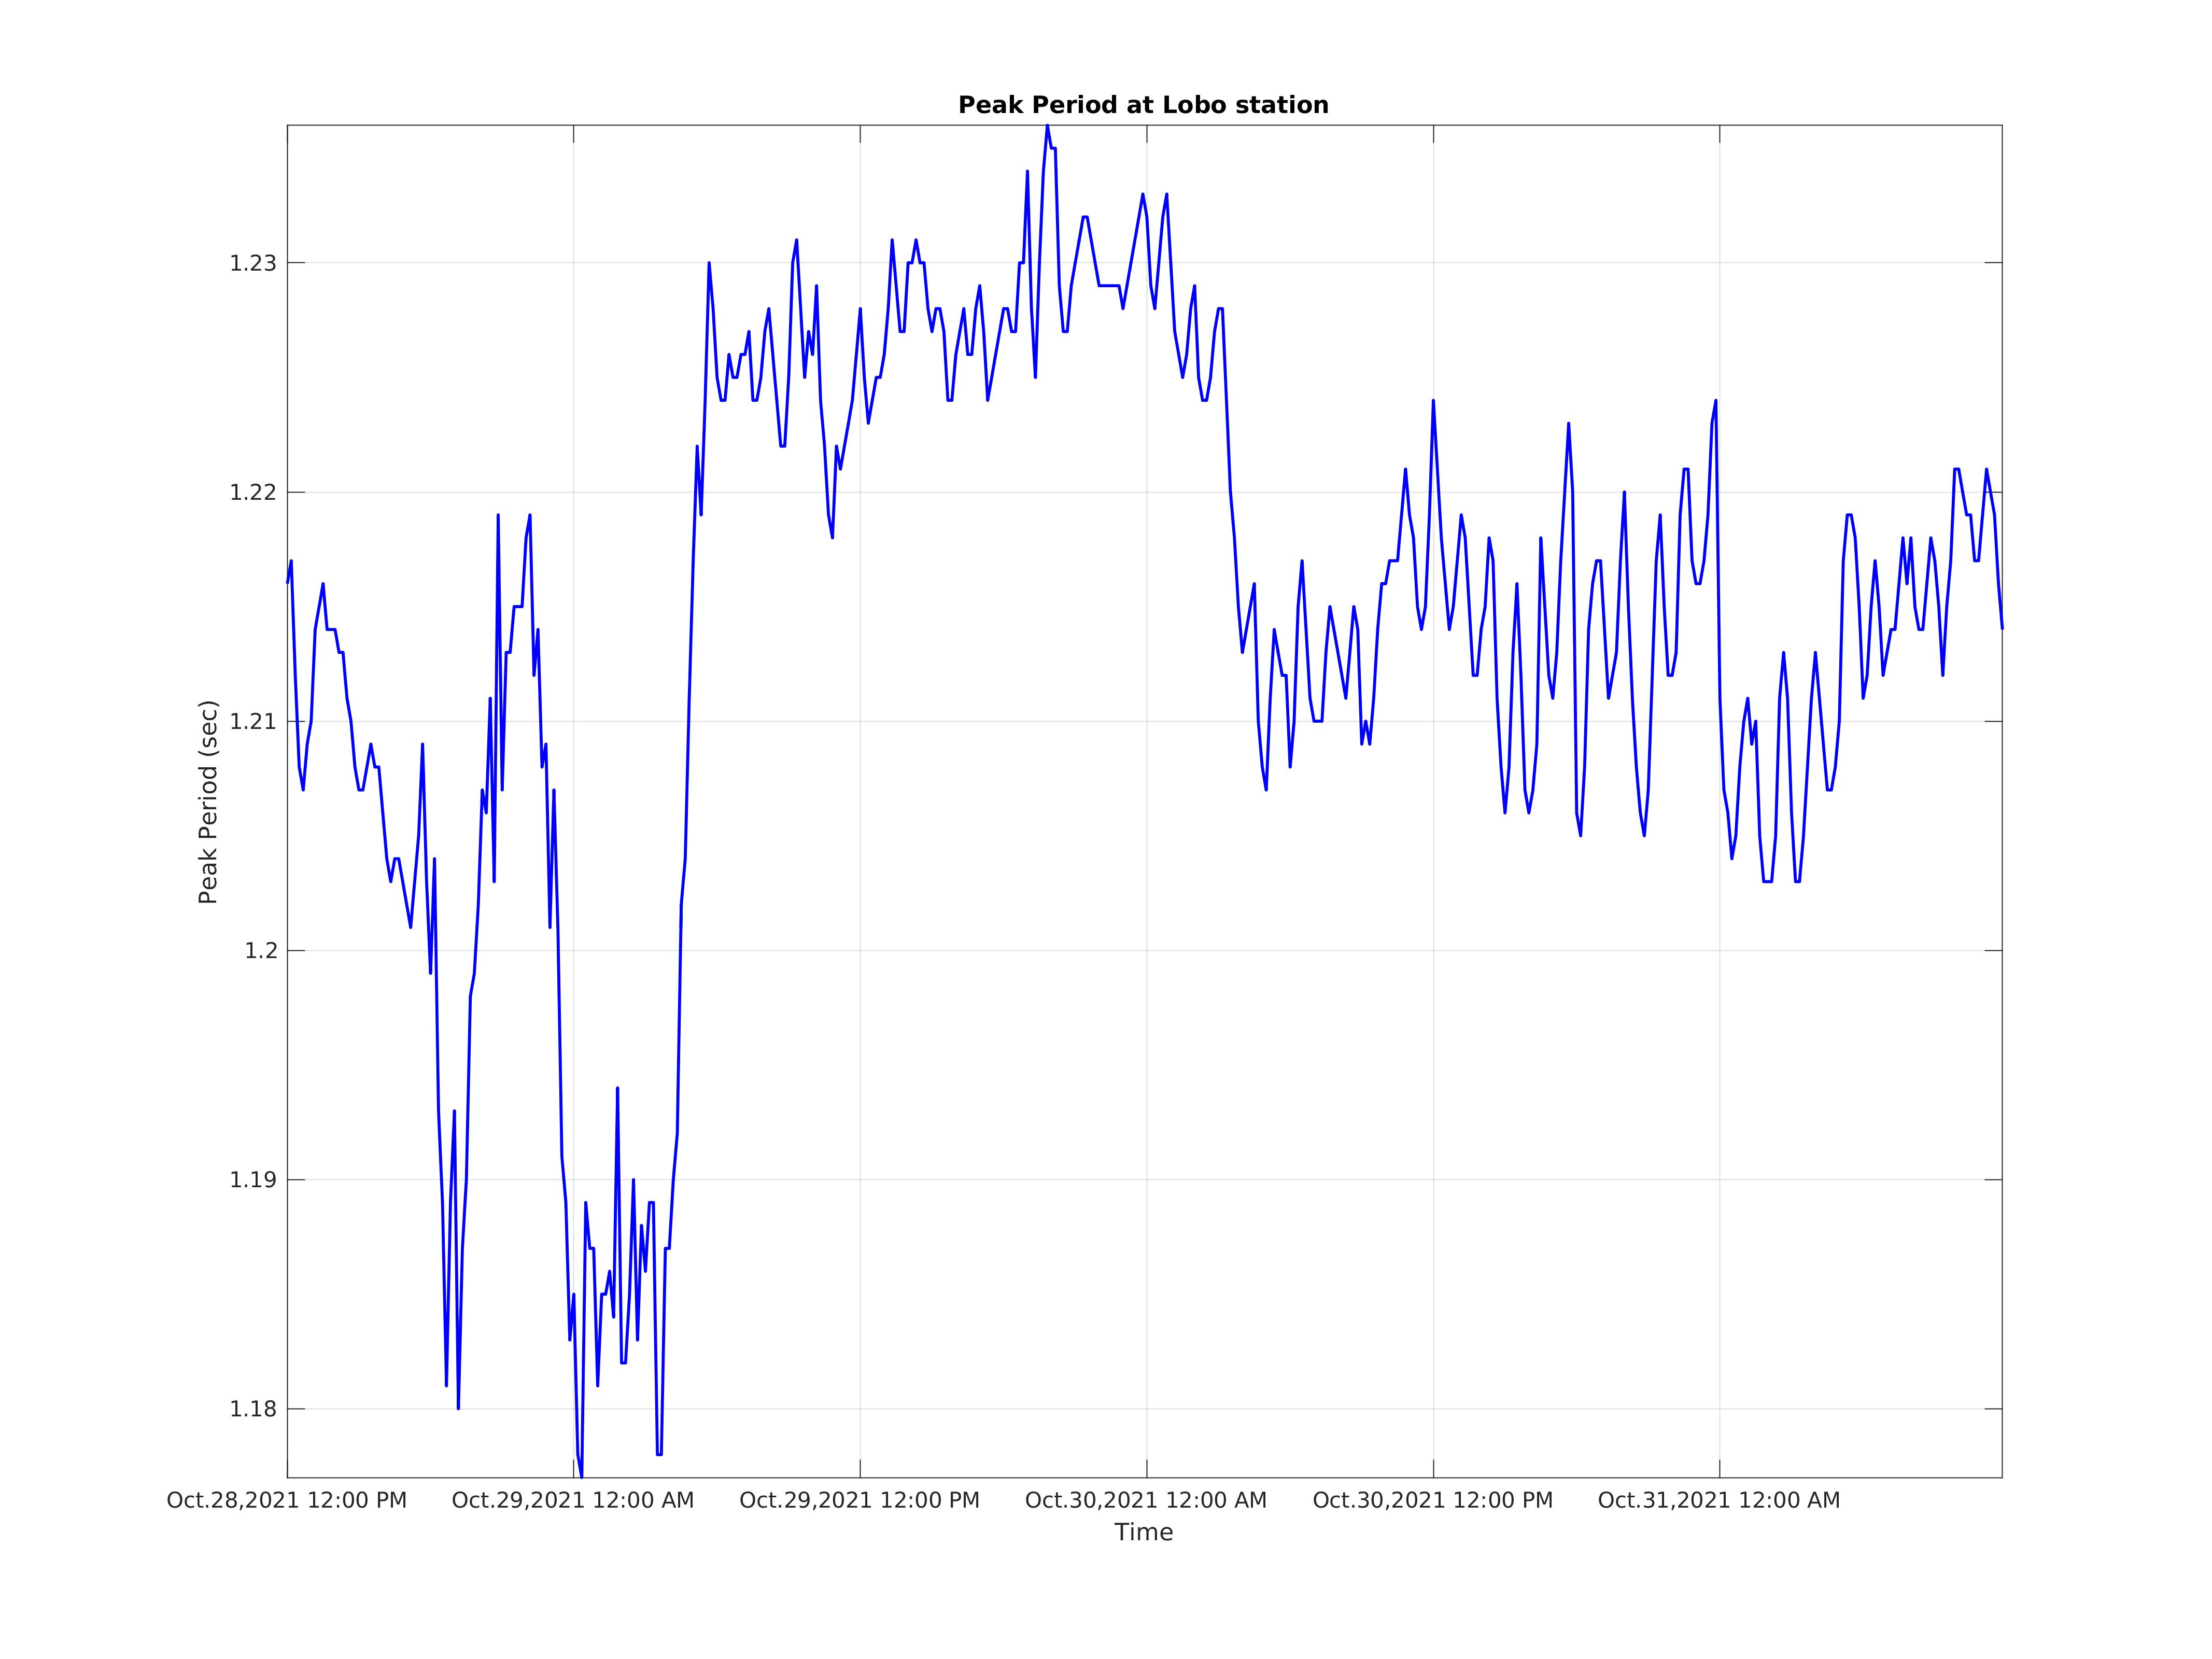 Peak Period at Lobo station
1.23
1.22
1.21
1.2
1.19
1.18
Peak Period (sec)
Oct.28,2021 12:00 PM Oct.29,2021 12:00 AM Oct.29,2021 12:00 PM Oct.30,2021 12:00 AM Oct.30,2021 12:00 PM Oct.31,2021 12:00 AM
Time